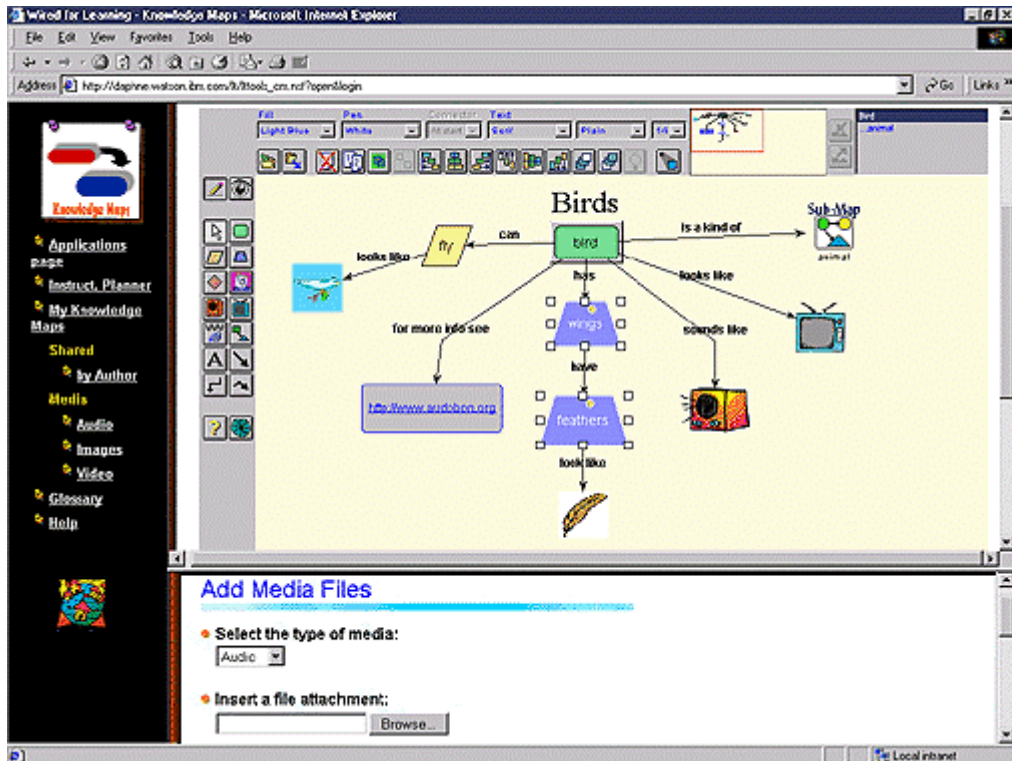 Wired for Learning - Knowledge Maps - Microsoft Internet Explorer
File Edit View Favorites Tools Help
Address http://daphne.watson.ibm.com/lt/lttools_cm.nsf?open&login Go Links »
Knowledge Maps
Applications page
Instruct. Planner
My Knowledge Maps
Shared
by Author
Media
Audio
Images
Video
Glossary
Help
Fill Pen Connector Text
Light Blue White At start Serif Plain 14
Bird
...animal
Birds
bird
can
fly
looks like
is a kind of
Sub-Map
animal
has
looks like
wings
for more info see
sounds like
have
http://www.audobon.org
feathers
look like
Add Media Files
Select the type of media:
Audio
Insert a file attachment:
Browse...
Local intranet